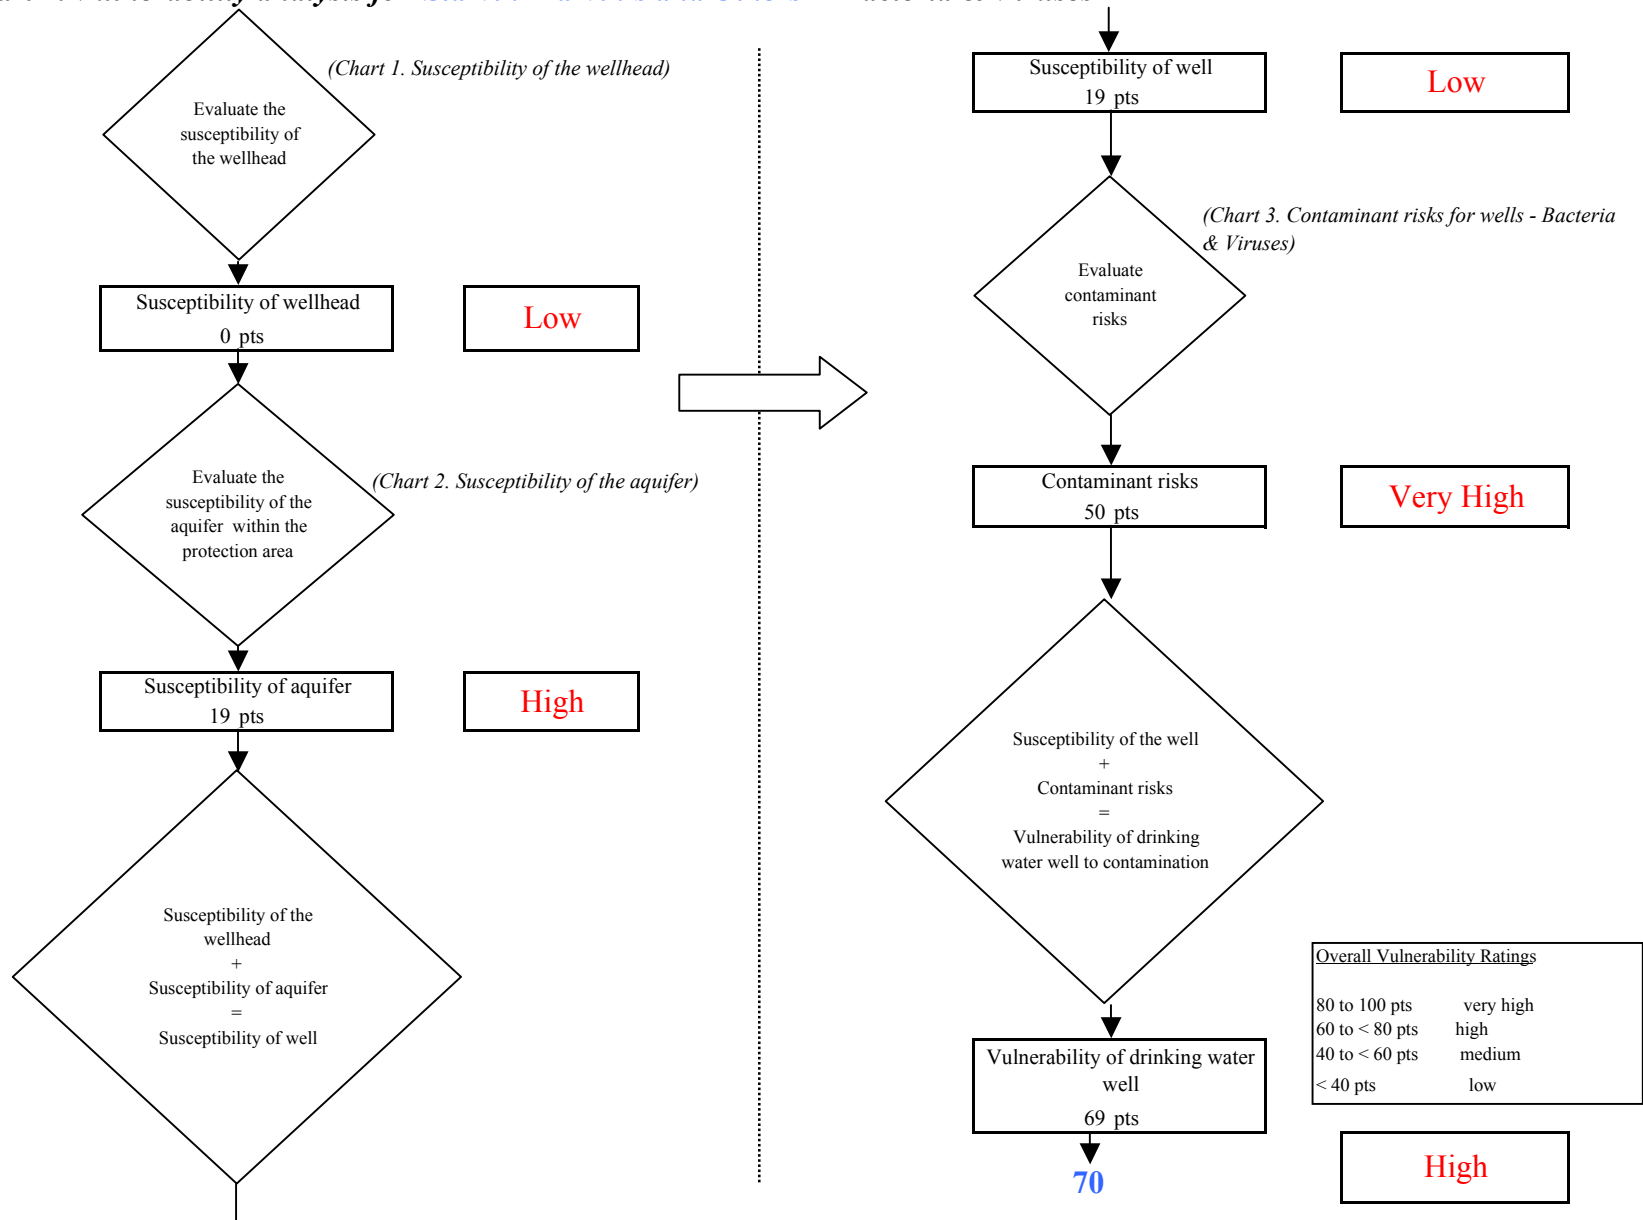 (Chart 1. Susceptibility of the wellhead)
Evaluate the
susceptibility of
the wellhead
Susceptibility of wellhead
0 pts
Low
Evaluate the
susceptibility of the
aquifer within the
protection area
(Chart 2. Susceptibility of the aquifer)
Susceptibility of aquifer
19 pts
High
Susceptibility of the
wellhead
+
Susceptibility of aquifer
=
Susceptibility of well
Susceptibility of well
19 pts
Low
(Chart 3. Contaminant risks for wells - Bacteria
& Viruses)
Evaluate
contaminant
risks
Contaminant risks
50 pts
Very High
Susceptibility of the well
+
Contaminant risks
=
Vulnerability of drinking
water well to contamination
Overall Vulnerability Ratings
80 to 100 pts very high
60 to < 80 pts high
40 to < 60 pts medium
< 40 pts low
Vulnerability of drinking water
well
69 pts
70
High